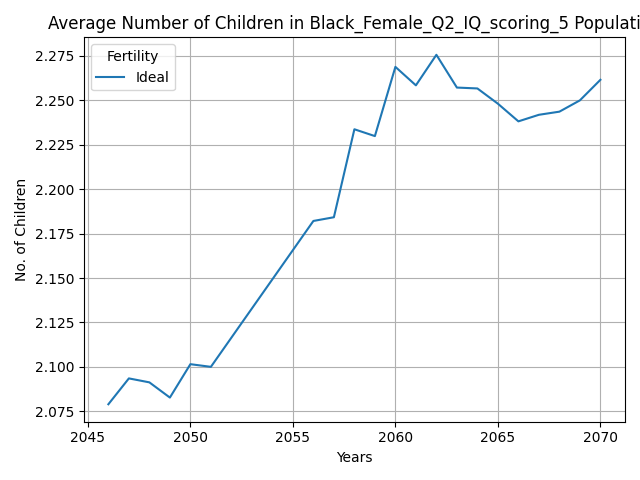 Average Number of Children in Black_Female_Q2_IQ_scoring_5 Populati
Fertility
Ideal
2.275
2.250
2.225
2.200
2.175
2.150
2.125
2.100
2.075
No. of Children
2045 2050 2055 2060 2065 2070
Years